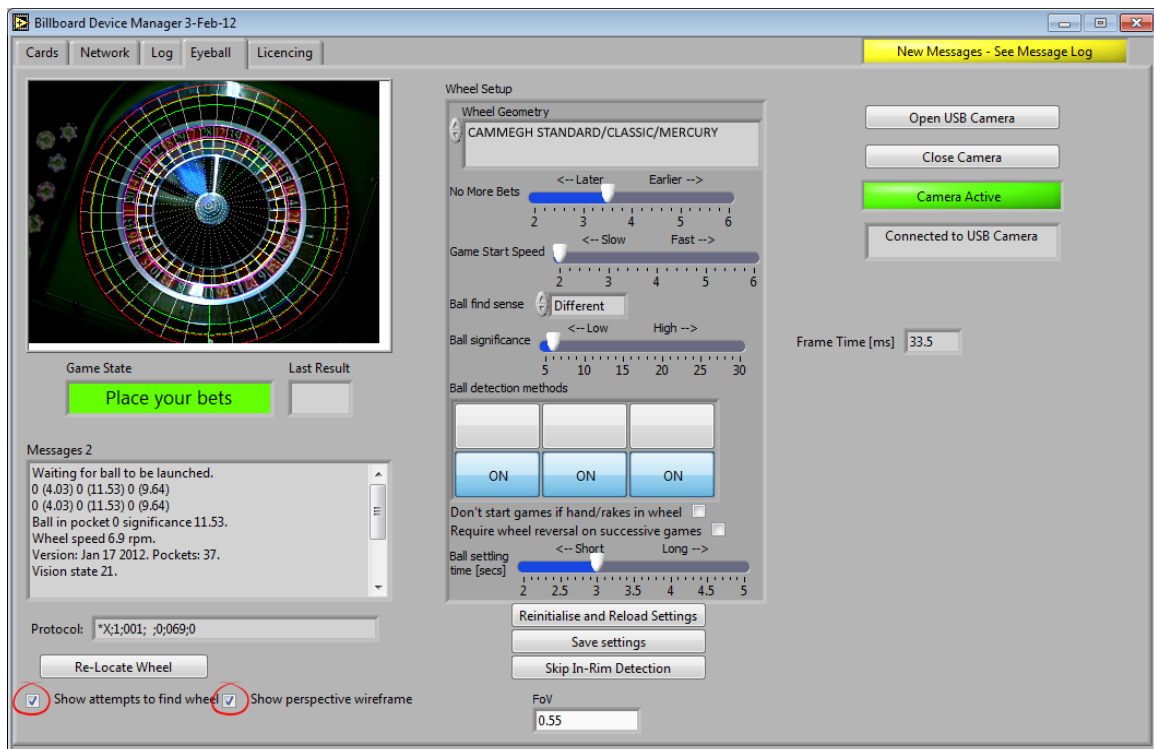 Billboard Device Manager 3-Feb-12
Cards Network Log Eyeball Licencing
New Messages - See Message Log
Wheel Setup
Wheel Geometry
CAMMEGH STANDARD/CLASSIC/MERCURY
No More Bets
<-- Later Earlier -->
2 3 4 5 6
Game Start Speed
<-- Slow Fast -->
2 3 4 5 6
Ball find sense Different
Ball significance
<-- Low High -->
5 10 15 20 25 30
Ball detection methods
ON ON ON
Don't start games if hand/rakes in wheel
Require wheel reversal on successive games
Ball settling
time [secs]
<-- Short Long -->
2 2.5 3 3.5 4 4.5 5
Reinitialise and Reload Settings
Save settings
Skip In-Rim Detection
FoV
0.55
Open USB Camera
Close Camera
Camera Active
Connected to USB Camera
Frame Time [ms] 33.5
Game State Last Result
Place your bets
Messages 2
Waiting for ball to be launched.
0 (4.03) 0 (11.53) 0 (9.64)
0 (4.03) 0 (11.53) 0 (9.64)
Ball in pocket 0 significance 11.53.
Wheel speed 6.9 rpm.
Version: Jan 17 2012. Pockets: 37.
Vision state 21.
Protocol: *X;1;001; ;0;069;0
Re-Locate Wheel
Show attempts to find wheel Show perspective wireframe